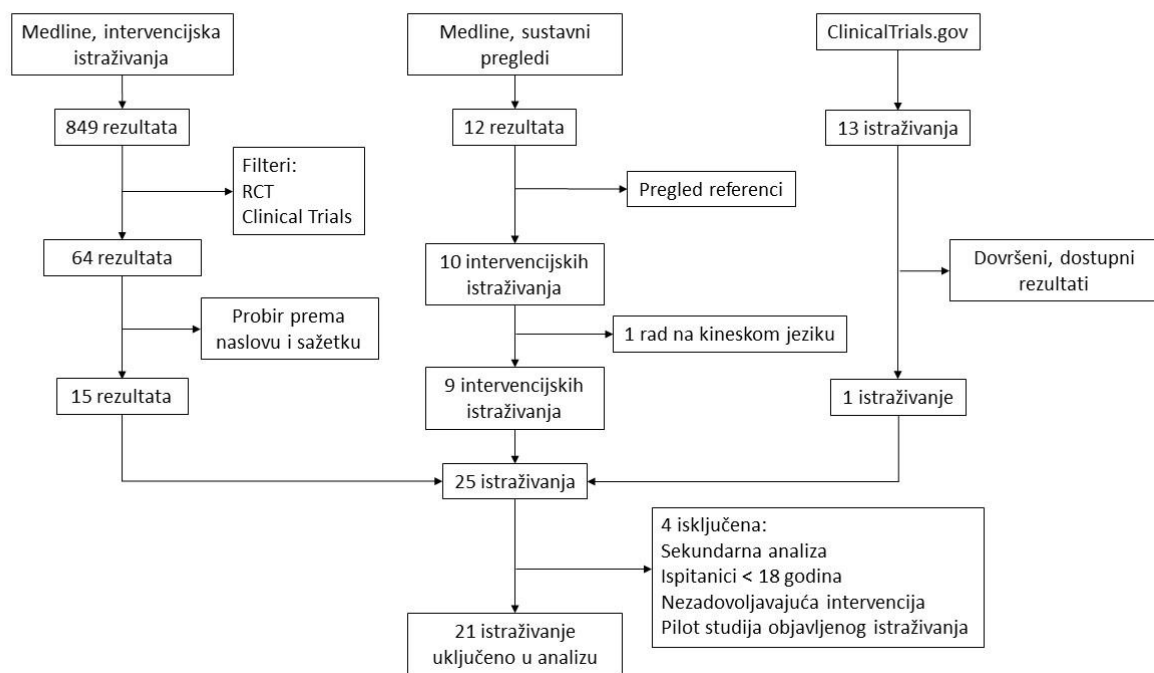 Medline, intervencijska
istraživanja
849 rezultata
Filteri:
RCT
Clinical Trials
64 rezultata
Probir prema
naslovu i sažetku
15 rezultata
Medline, sustavni
pregledi
12 rezultata
Pregled referenci
10 intervencijskih
istraživanja
1 rad na kineskom jeziku
9 intervencijskih
istraživanja
ClinicalTrials.gov
13 istraživanja
Dovršeni, dostupni
rezultati
1 istraživanje
25 istraživanja
4 isključena:
Sekundarna analiza
Ispitanici < 18 godina
Nezadovoljavajuća intervencija
Pilot studija objavljenog istraživanja
21 istraživanje
uključeno u analizu